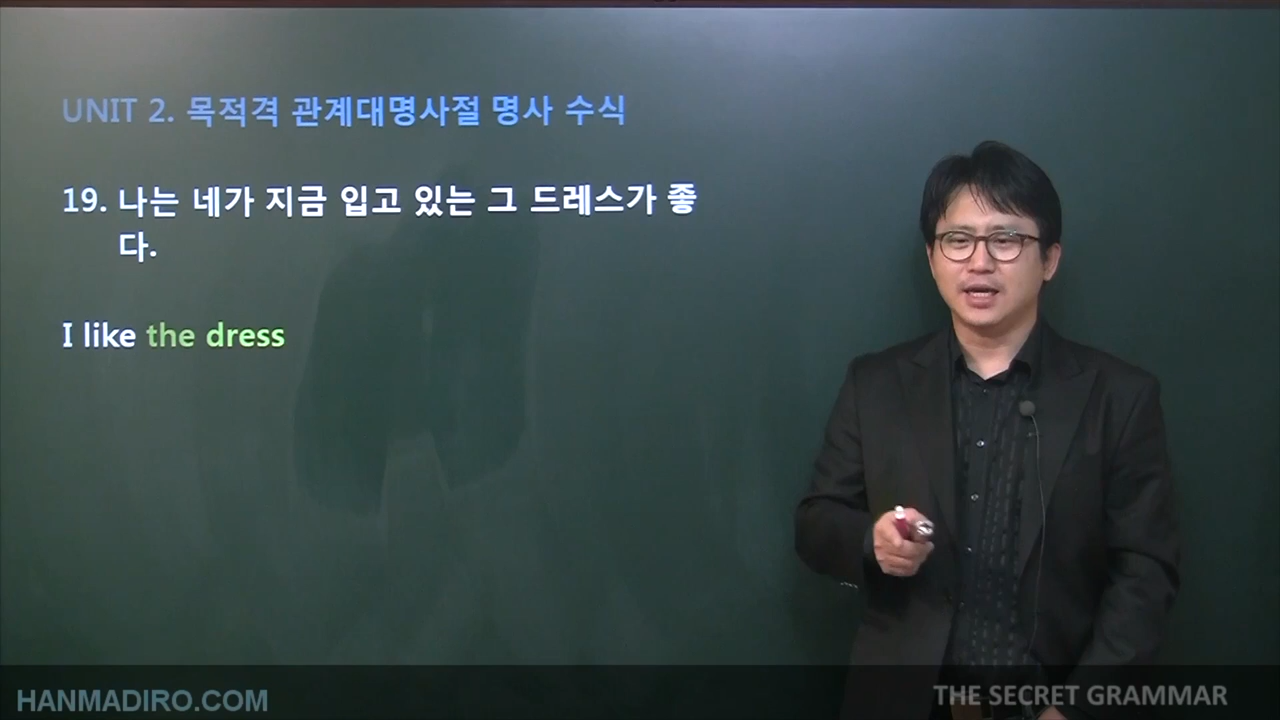 UNIT 2. 목적격 관계대명사절 명사 수식
19. 나는 네가 지금 입고 있는 그 드레스가 좋
다.
I like the dress
HANMADIRO.COM
THE SECRET GRAMMAR